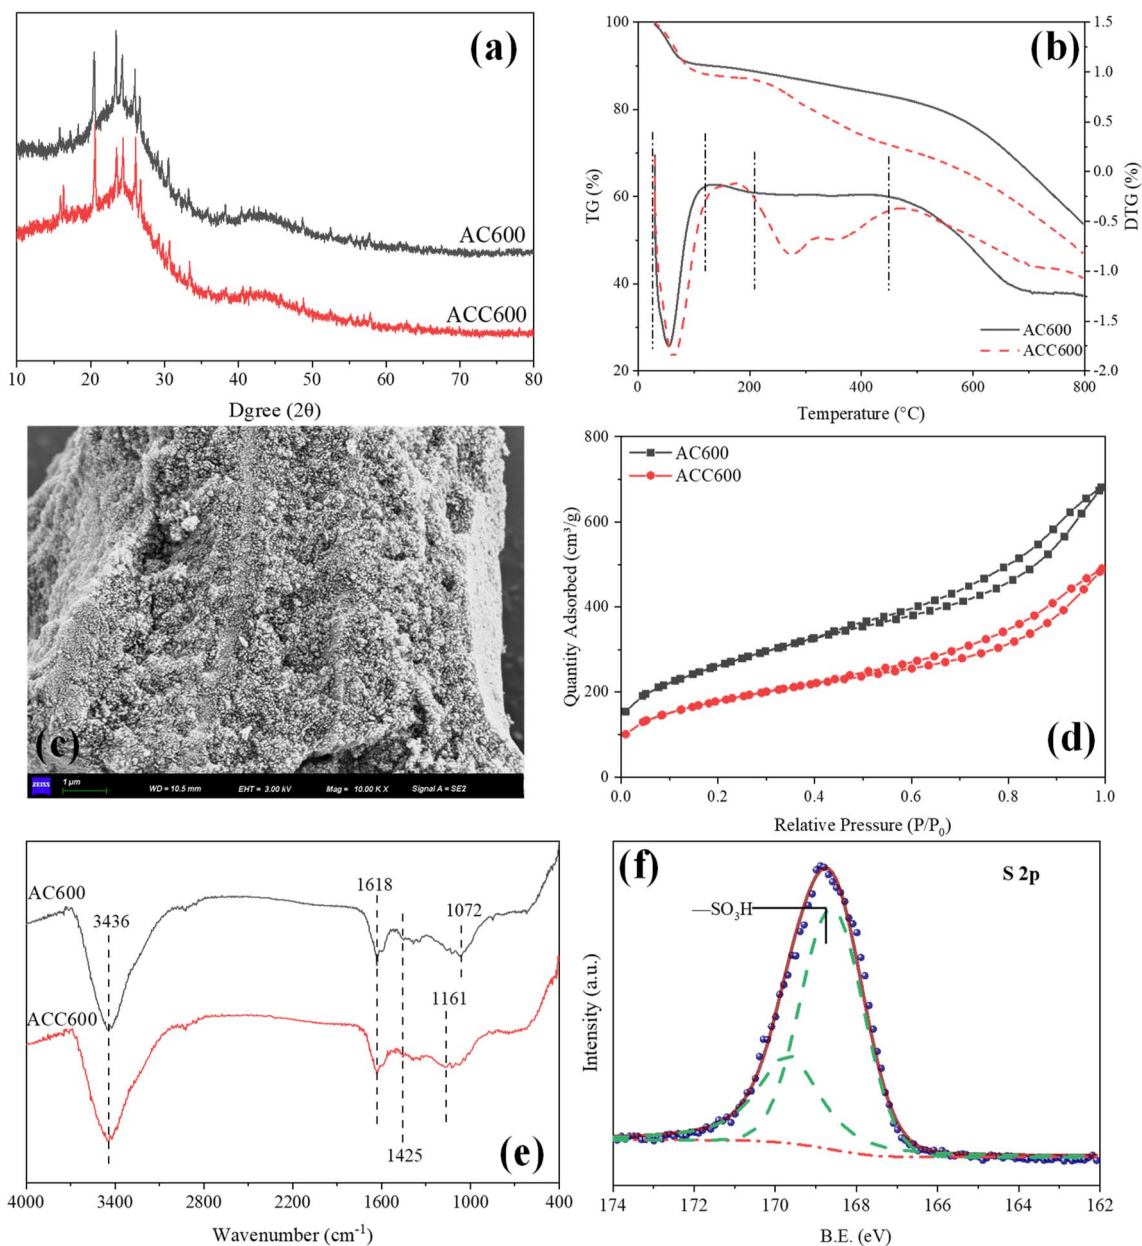 (a)
AC600
ACC600
10 20 30 40 50 60 70 80
Dgree (2θ)
(b)
100
80
60
40
20
TG (%)
1.5
1.0
0.5
0.0
-0.5
-1.0
-1.5
-2.0
DTG (%)
AC600
ACC600
0 200 400 600 800
Temperature (°C)
(c)
ZEISS
1 μm
WD = 10.5 mm EHT = 3.00 kV Mag = 10.00 K X Signal A = SE2
800
600
400
200
0
Quantity Adsorbed (cm³/g)
AC600
ACC600
(d)
0.0 0.2 0.4 0.6 0.8 1.0
Relative Pressure (P/P0)
AC600
3436
1618
1072
ACC600
1161
1425
(e)
4000 3400 2800 2200 1600 1000 400
Wavenumber (cm-1)
(f)
S 2p
—SO3H
Intensity (a.u.)
174 172 170 168 166 164 162
B.E. (eV)